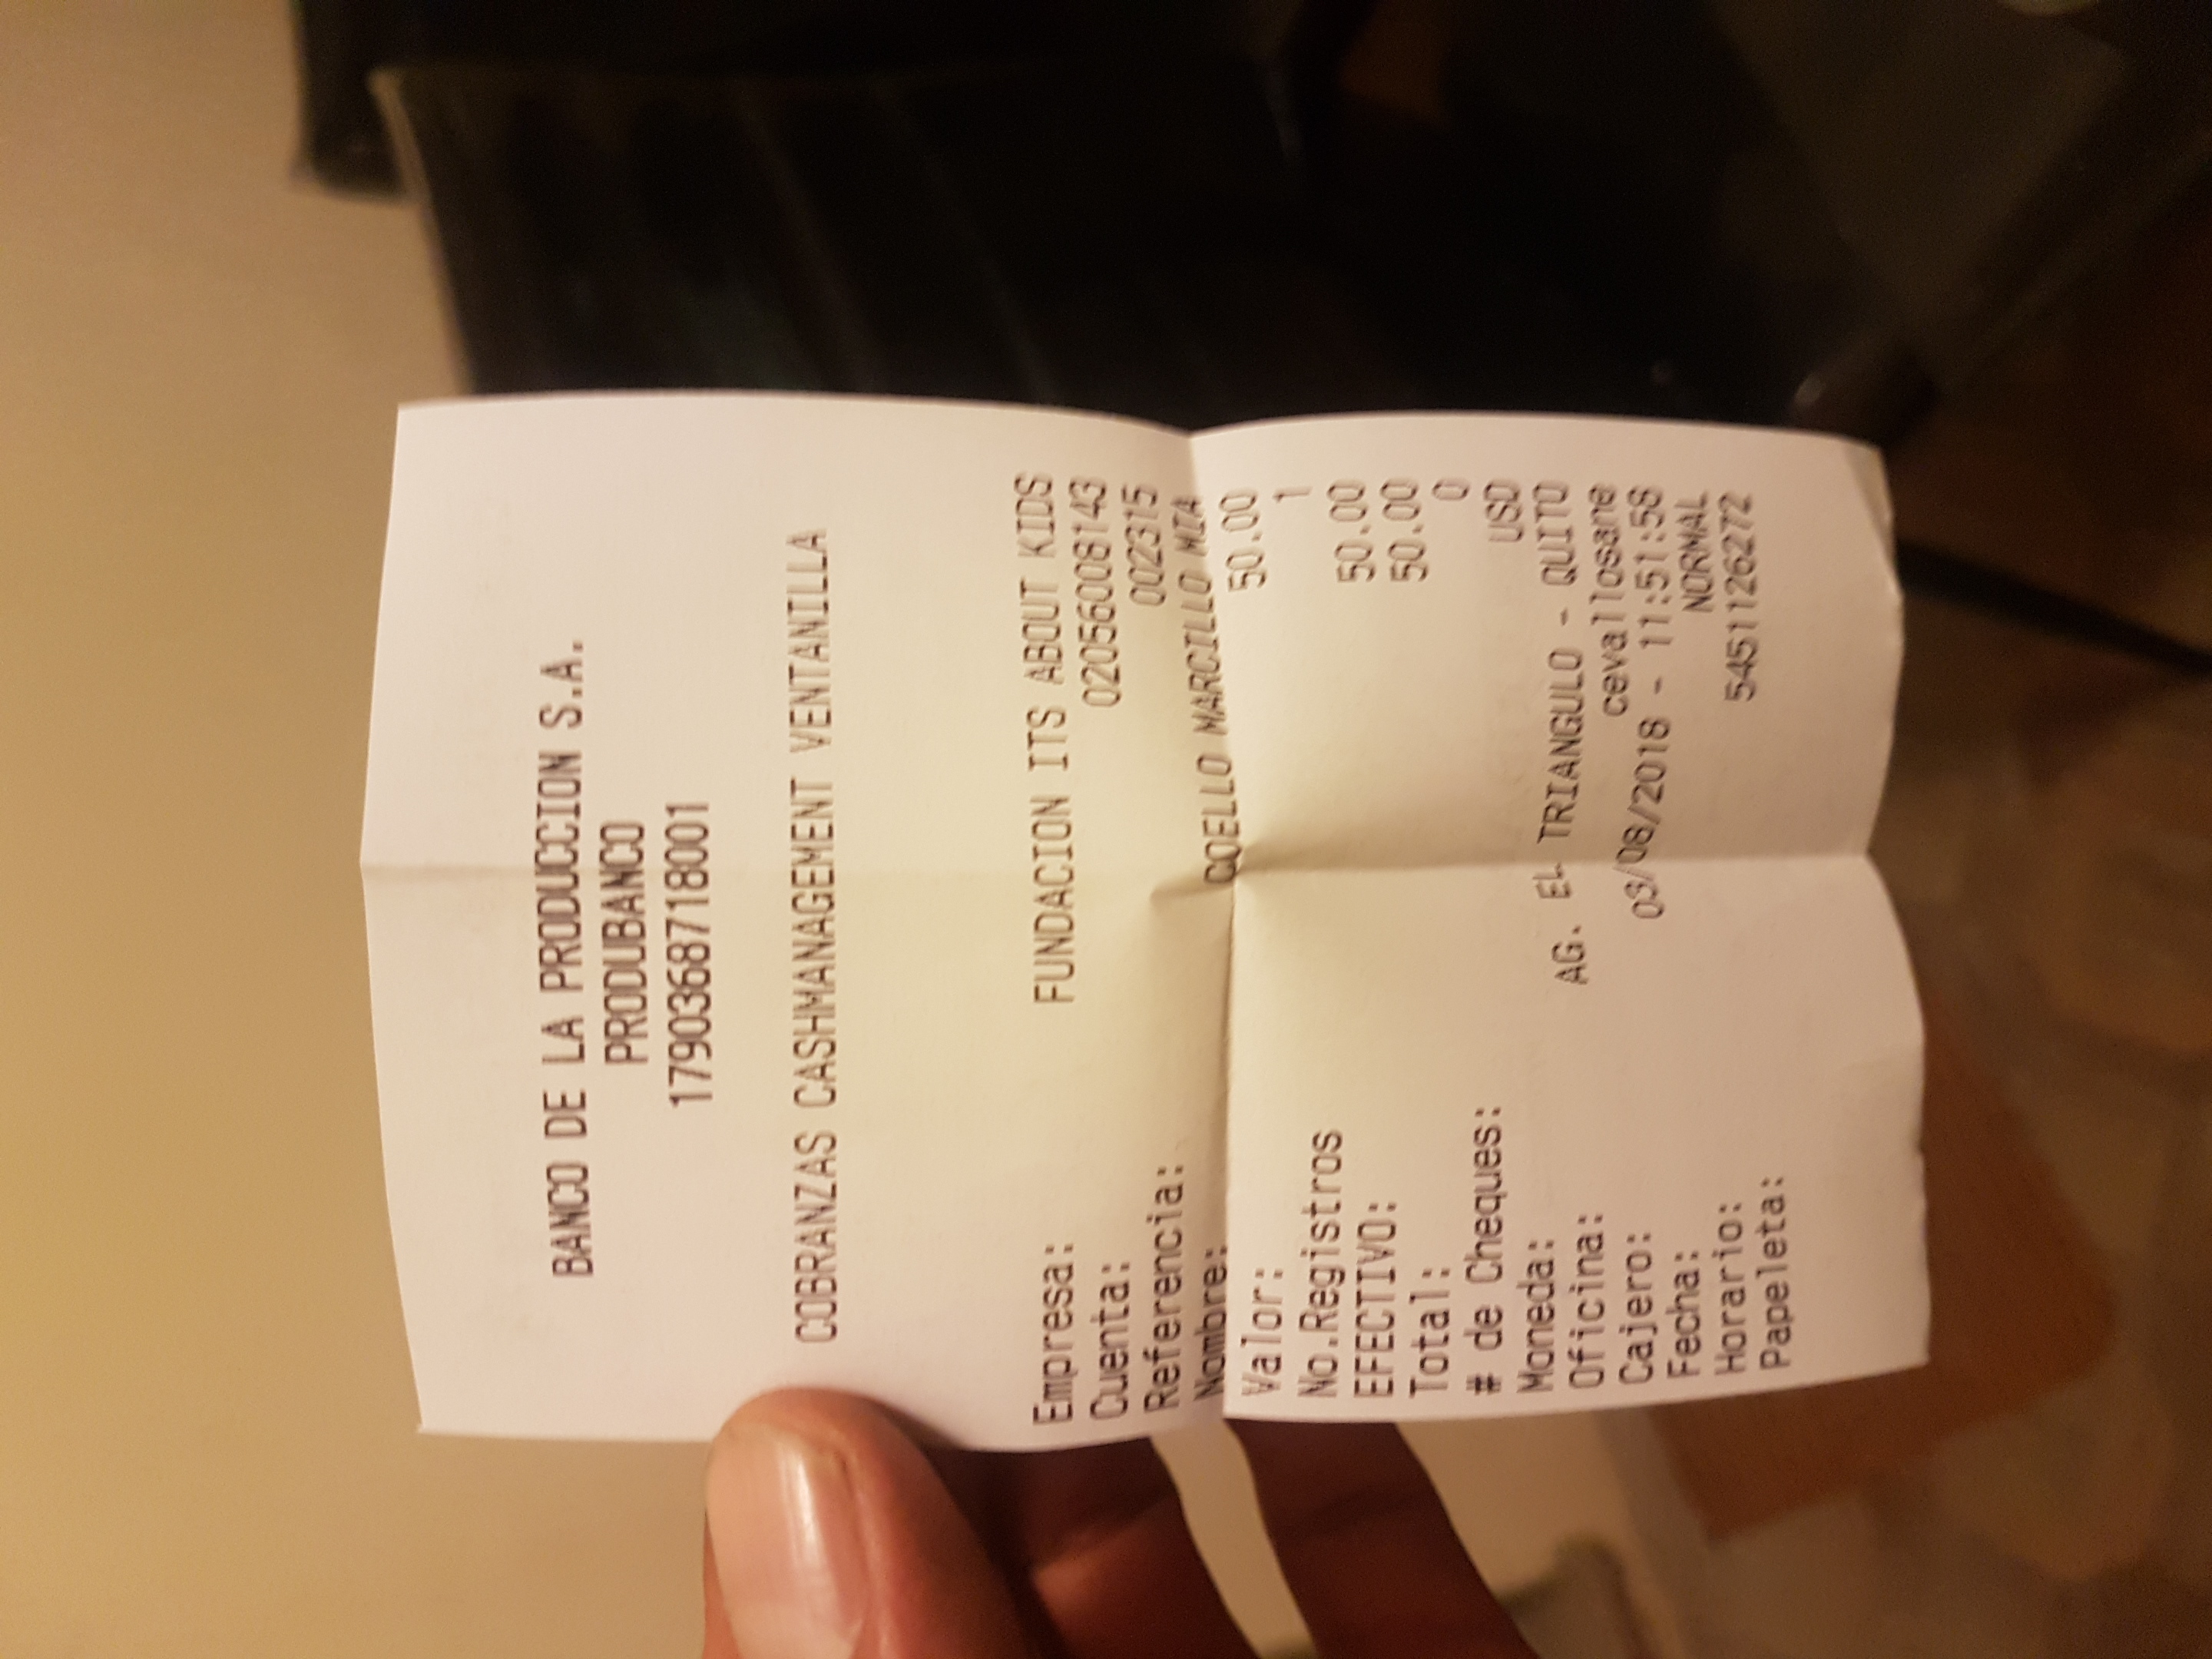 BANCO DE LA PRODUCCION S.A.
PRODUBANCO
1790368718001
COBRANZAS CASHMANAGEMENT VENTANILLA
Empresa: FUNDACION ITS ABOUT KIDS
Cuenta: 02056008143
Referencia: 002315
Nombre: COELLO MARCILLO MIA
Valor: 50.00
No.Registros 1
EFECTIVO: 50.00
Total: 50.00
# de Cheques: 0
Moneda: USD
Oficina: AG. EL TRIANGULO - QUITO
Cajero: cevallosane
Fecha: 03/08/2018 - 11:51:58
Horario: NORMAL
Papeleta: 5451126272